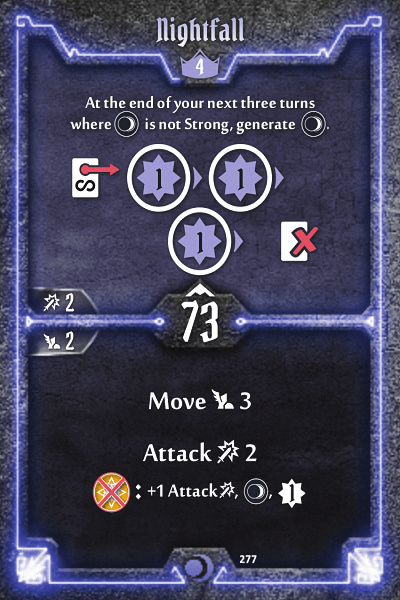 Nightfall
4
At the end of your next three turns
where is not Strong, generate .
1 1
1
2
73
2
Move 3
Attack 2
: +1 Attack , , 1
277